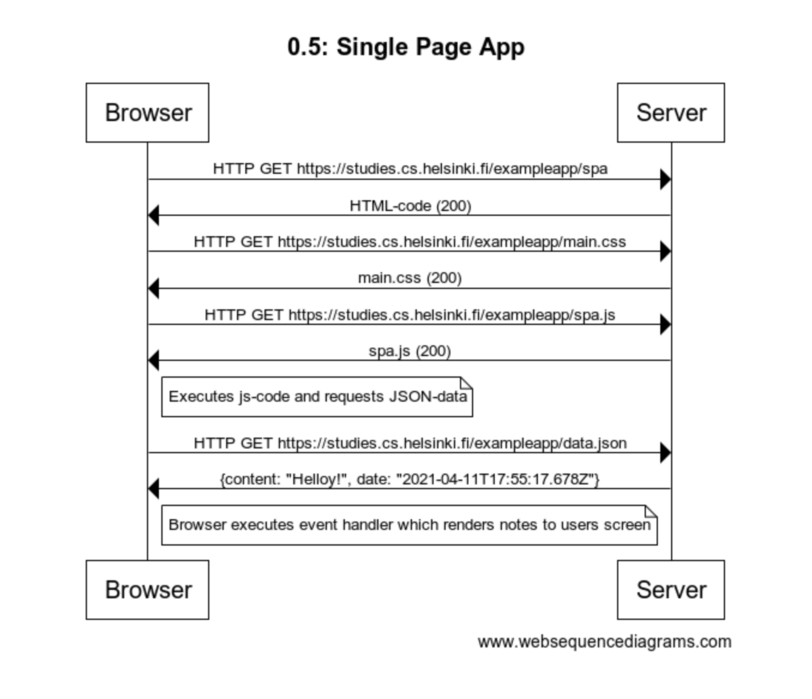 0.5: Single Page App
Browser Server
HTTP GET https://studies.cs.helsinki.fi/exampleapp/spa
HTML-code (200)
HTTP GET https://studies.cs.helsinki.fi/exampleapp/main.css
main.css (200)
HTTP GET https://studies.cs.helsinki.fi/exampleapp/spa.js
spa.js (200)
Executes js-code and requests JSON-data
HTTP GET https://studies.cs.helsinki.fi/exampleapp/data.json
{content: "Helloy!", date: "2021-04-11T17:55:17.678Z"}
Browser executes event handler which renders notes to users screen
Browser Server
www.websequencediagrams.com